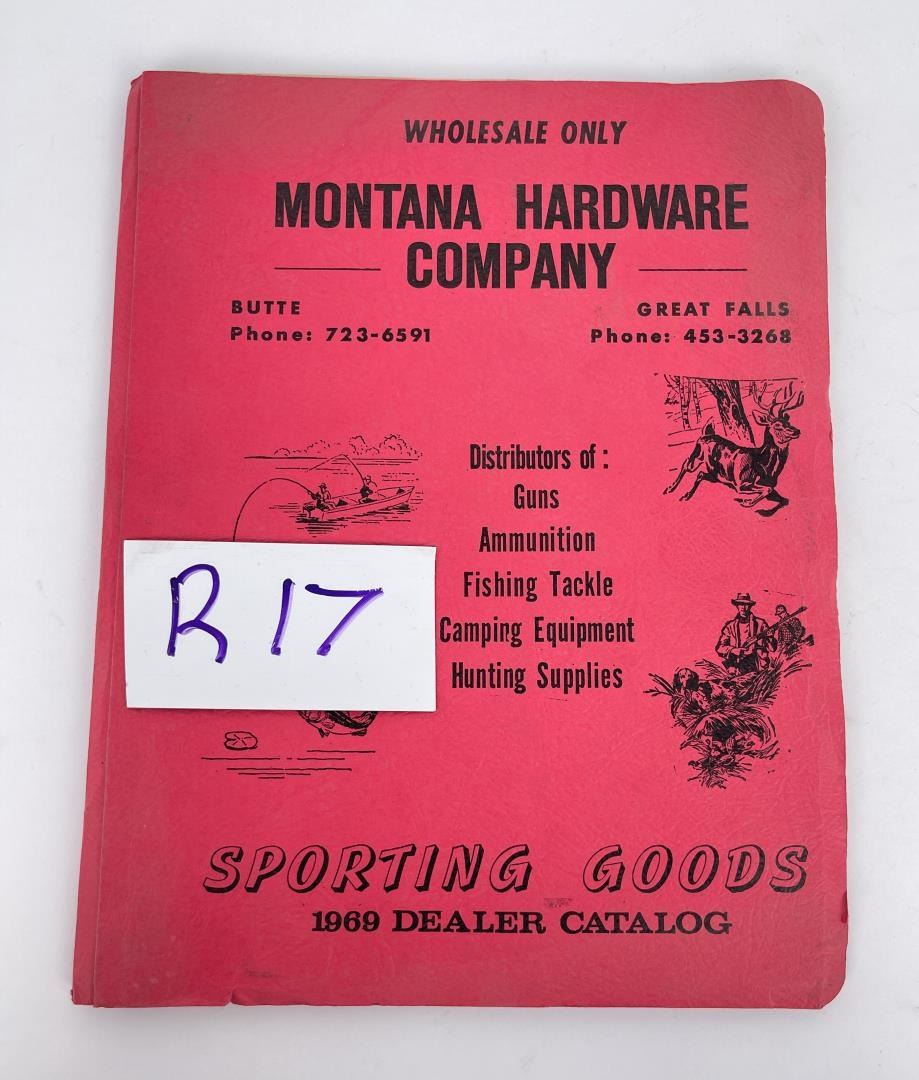 WHOLESALE ONLY
MONTANA HARDWARE
COMPANY
BUTTE
Phone: 723-6591
GREAT FALLS
Phone: 453-3268
Distributors of :
Guns
Ammunition
Fishing Tackle
Camping Equipment
Hunting Supplies
R 17
SPORTING GOODS
1969 DEALER CATALOG